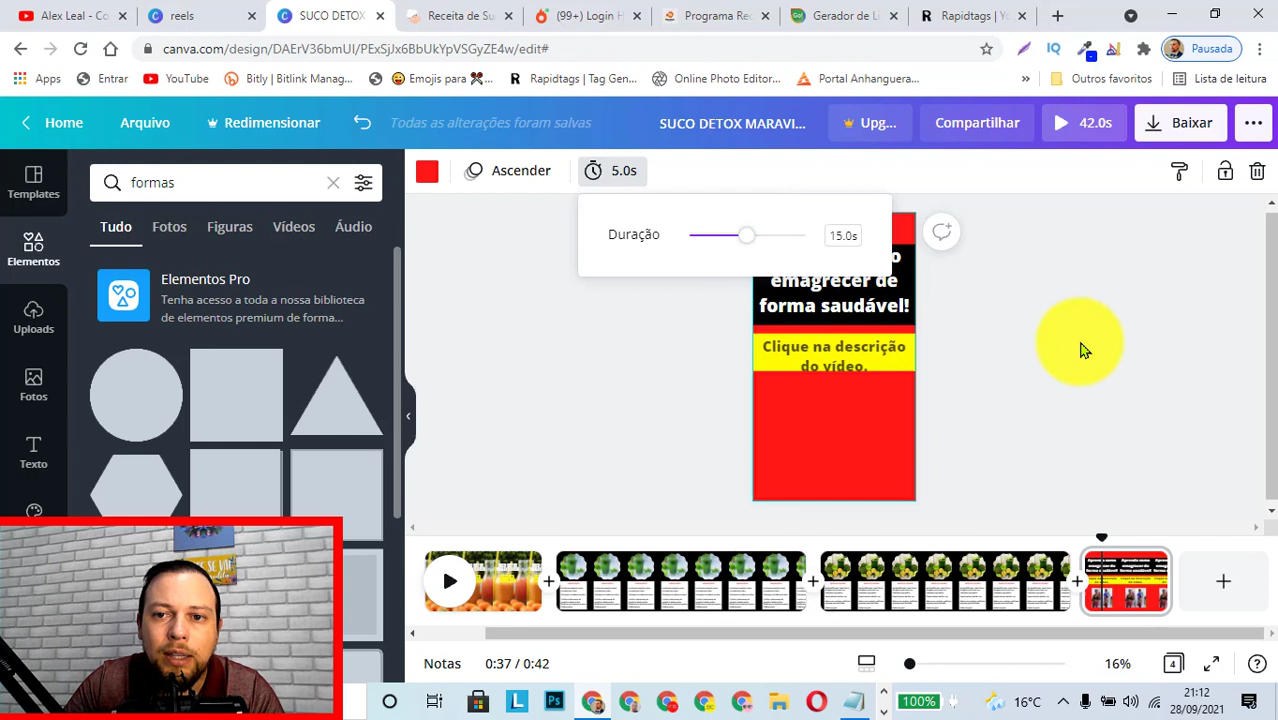 Alex Leal - C
reels
SUCO DETOX
Receita de Su
(99+) Login H
Programa Re
Gerador de Li
Rapidtags | Yo
canva.com/design/DAErV36bmUI/PExSjJx6BbUkYpVSGyZE4w/edit#
Pausada
Apps
Entrar
YouTube
Bitly | Bitlink Manag...
Emojis para
Rapidtags | Tag Gen...
Online Photo Editor...
Portal Anhanguera...
»
Outros favoritos
Lista de leitura
Home
Arquivo
Redimensionar
Todas as alterações foram salvas
SUCO DETOX MARAVI...
Upg...
Compartilhar
42.0s
Baixar
Templates
formas
Ascender
5.0s
Elementos
Tudo
Fotos
Figuras
Vídeos
Áudio
Duração
15.0s
Elementos Pro
Tenha acesso a toda a nossa biblioteca
de elementos premium de forma...
emagrecer de
forma saudável!
Clique na descrição
do vídeo.
Uploads
Fotos
Texto
Notas
0:37 / 0:42
16%
4
100%
16°C
21:12
28/09/2021